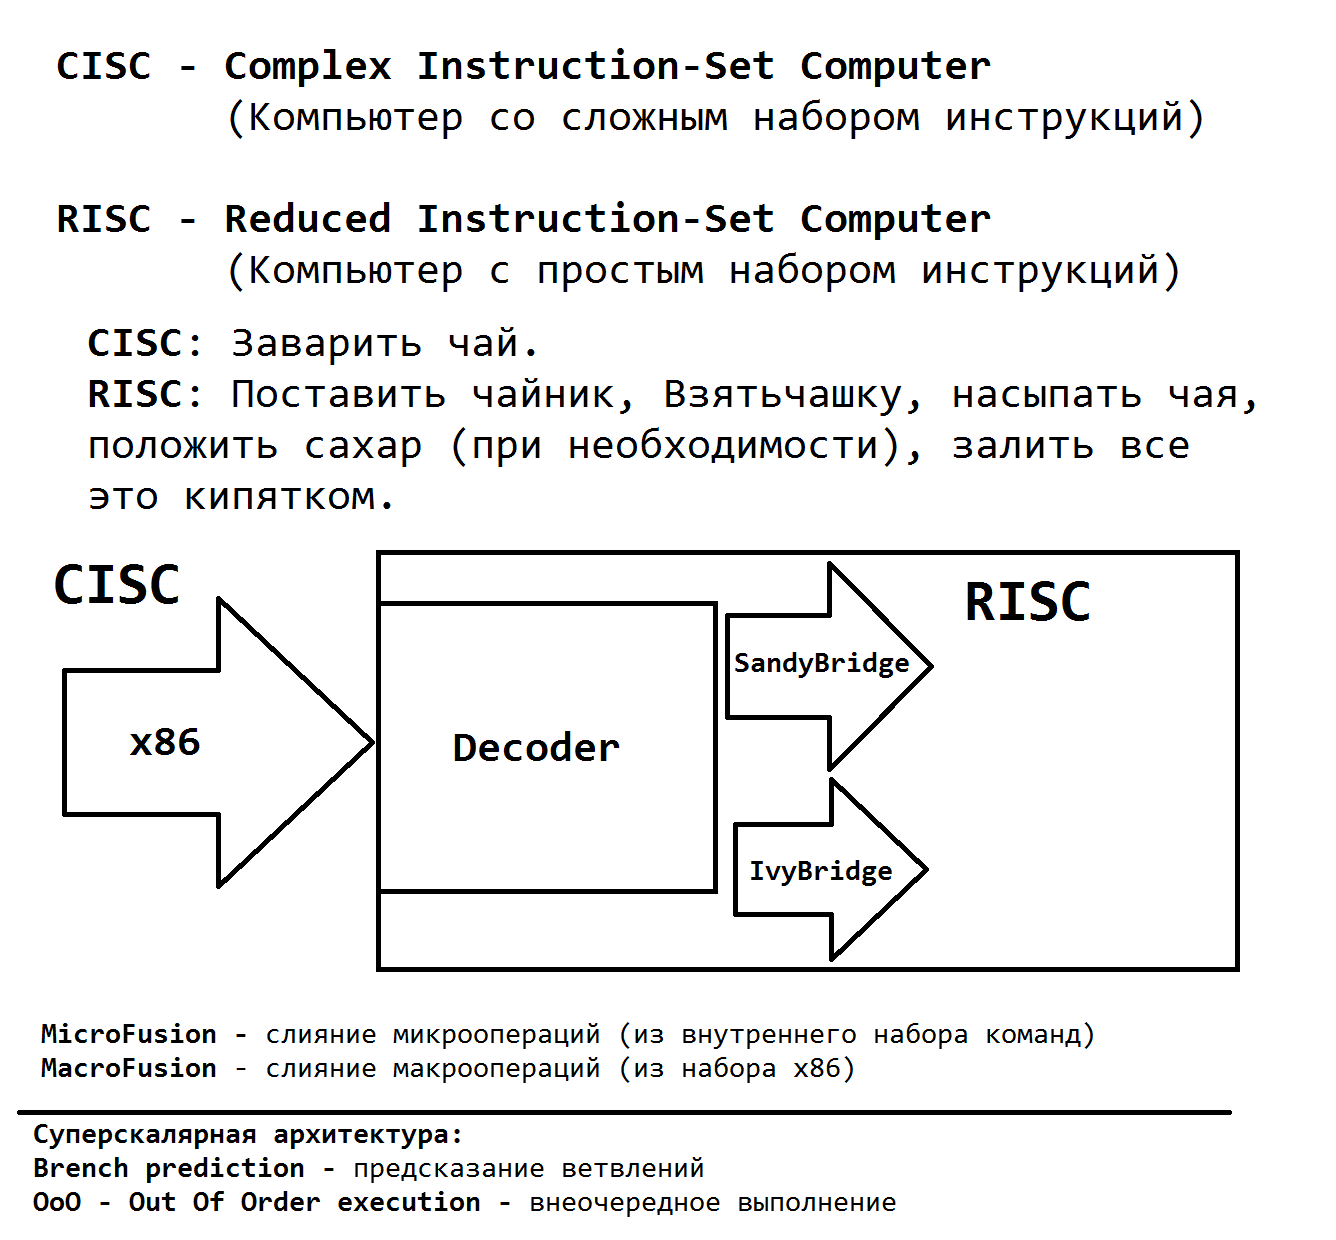 CISC - Complex Instruction-Set Computer
(Компьютер со сложным набором инструкций)
RISC - Reduced Instruction-Set Computer
(Компьютер с простым набором инструкций)
CISC: Заварить чай.
RISC: Поставить чайник, Взятьчашку, насыпать чая,
положить сахар (при необходимости), залить все
это кипятком.
CISC
RISC
SandyBridge
x86
Decoder
IvyBridge
MicroFusion - слияние микроопераций (из внутреннего набора команд)
MacroFusion - слияние макроопераций (из набора x86)
Суперскалярная архитектура:
Brench prediction - предсказание ветвлений
OoO - Out Of Order execution - внеочередное выполнение